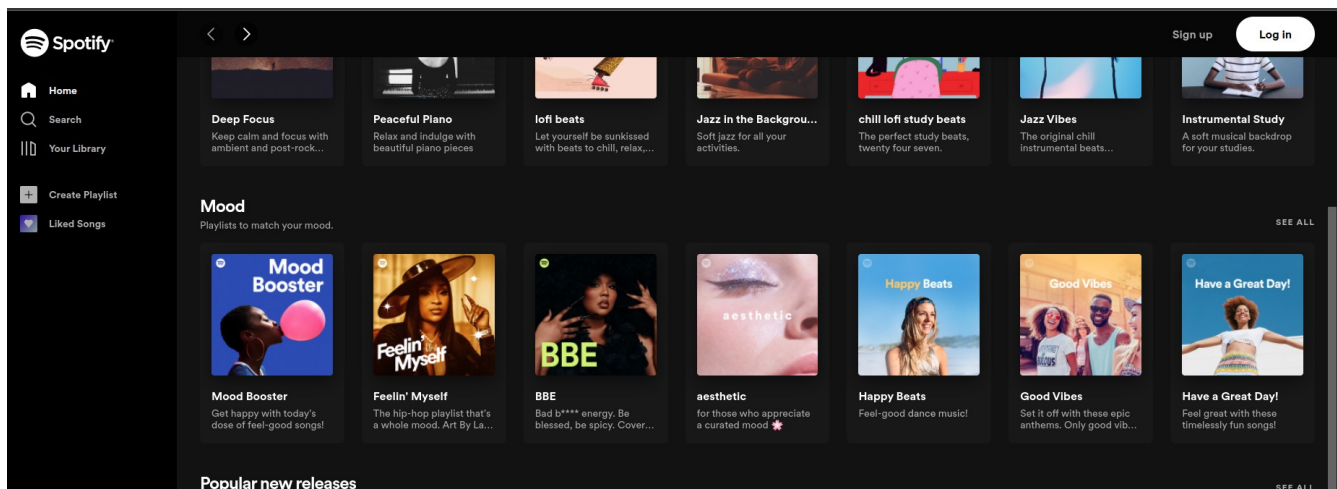 Spotify
Home
Search
Your Library
Create Playlist
Liked Songs
Sign up
Log in
Deep Focus
Keep calm and focus with
ambient and post-rock...
Peaceful Piano
Relax and indulge with
beautiful piano pieces
lofi beats
Let yourself be sunkissed
with beats to chill, relax,...
Jazz in the Backgrou...
Soft jazz for all your
activities.
chill lofi study beats
The perfect study beats,
twenty four seven.
Jazz Vibes
The original chill
instrumental beats...
Instrumental Study
A soft musical backdrop
for your studies.
Mood
Playlists to match your mood.
SEE ALL
Mood
Booster
Mood Booster
Get happy with today's
dose of feel-good songs!
Feelin'
Myself
Feelin' Myself
The hip-hop playlist that's
a whole mood. Art By La...
BBE
BBE
Bad b**** energy. Be
blessed, be spicy. Cover...
aesthetic
aesthetic
for those who appreciate
a curated mood 🌸
Happy Beats
Happy Beats
Feel-good dance music!
Good Vibes
Good Vibes
Set it off with these epic
anthems. Only good vib...
Have a Great Day!
Have a Great Day!
Feel great with these
timelessly fun songs!
Popular new releases
SEE ALL